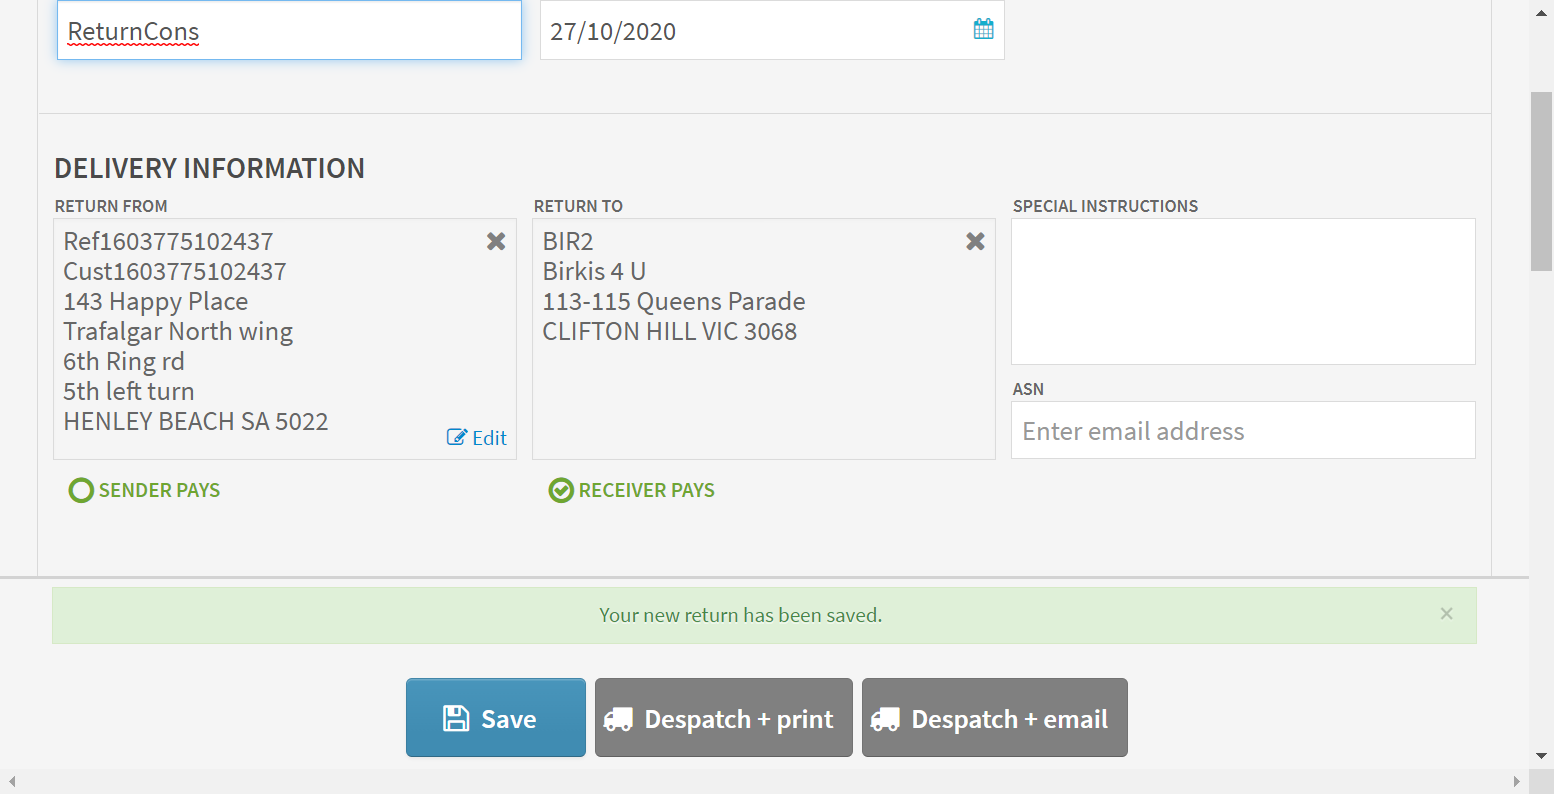 ReturnCons
27/10/2020
DELIVERY INFORMATION
RETURN FROM
Ref1603775102437
Cust1603775102437
143 Happy Place
Trafalgar North wing
6th Ring rd
5th left turn
HENLEY BEACH SA 5022
Edit
SENDER PAYS
RETURN TO
BIR2
Birkis 4 U
113-115 Queens Parade
CLIFTON HILL VIC 3068
RECEIVER PAYS
SPECIAL INSTRUCTIONS
ASN
Enter email address
Your new return has been saved.
Save
Despatch + print
Despatch + email